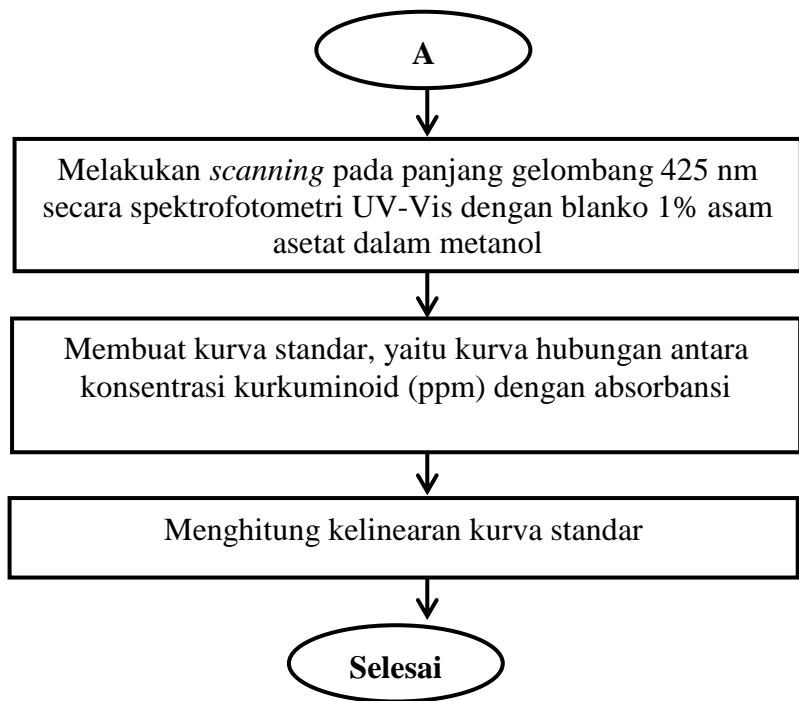 A
Melakukan scanning pada panjang gelombang 425 nm
secara spektrofotometri UV-Vis dengan blanko 1% asam
asetat dalam metanol
Membuat kurva standar, yaitu kurva hubungan antara
konsentrasi kurkuminoid (ppm) dengan absorbansi
Menghitung kelinearan kurva standar
Selesai